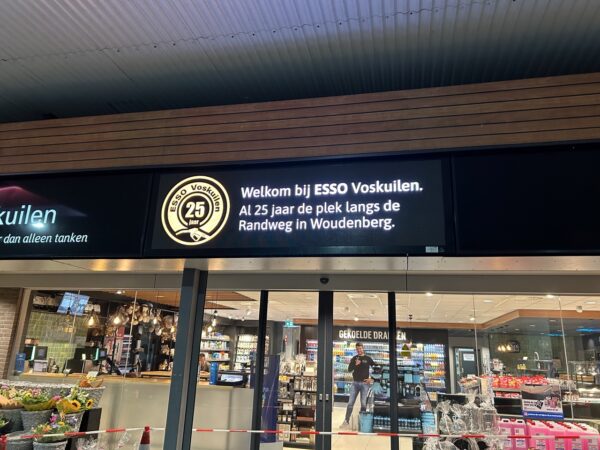 kuilen
r dan alleen tanken
ESSO Voskuilen
25
jaar
Welkom bij ESSO Voskuilen.
Al 25 jaar de plek langs de
Randweg in Woudenberg.
GEKOELDE DRANKEN